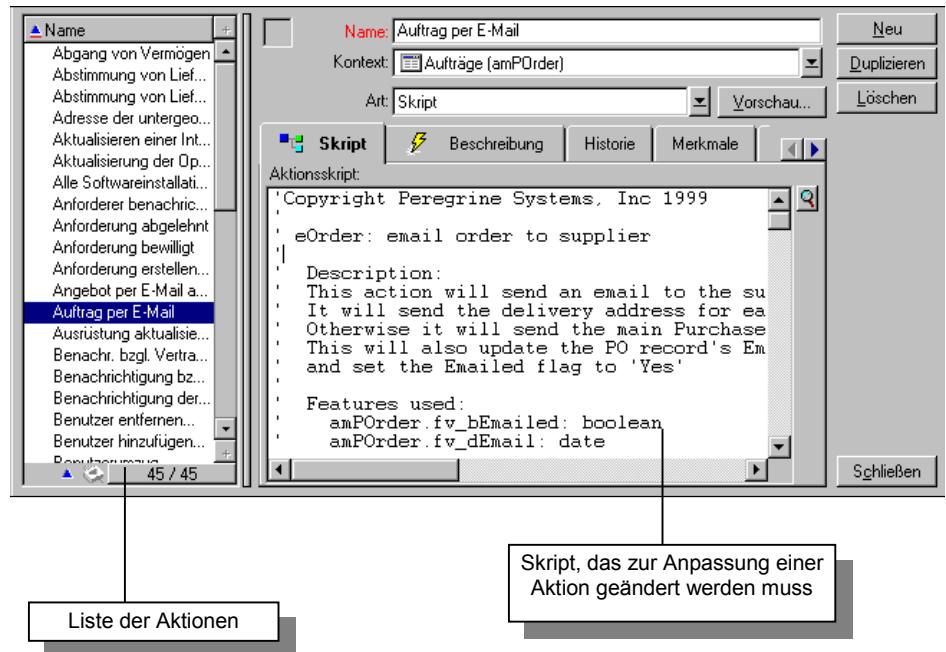 Name +
Abgang von Vermögen
Abstimmung von Lief...
Abstimmung von Lief...
Adresse der untergeo...
Aktualisieren einer Int...
Aktualisierung der Op...
Alle Softwareinstallati...
Anforderer benachric...
Anforderung abgelehnt
Anforderung bewilligt
Anforderung erstellen...
Angebot per E-Mail a...
Auftrag per E-Mail
Ausrüstung aktualisie...
Benachr. bzgl. Vertra...
Benachrichtigung bz...
Benachrichtigung der...
Benutzer entfernen...
Benutzer hinzufügen...
Benutzerumzug
45 / 45
Name: Auftrag per E-Mail
Kontext: Aufträge (amPOrder)
Art: Skript
Vorschau...
Skript Beschreibung Historie Merkmale
Aktionsskript:
'Copyright Peregrine Systems, Inc 1999
'
' eOrder: email order to supplier
'
' Description:
' This action will send an email to the su
' It will send the delivery address for ea
' Otherwise it will send the main Purchase
' This will also update the PO record's Em
' and set the Emailed flag to 'Yes'
'
' Features used:
' amPOrder.fv_bEmailed: boolean
' amPOrder.fv_dEmail: date
Neu
Duplizieren
Löschen
Schließen
Liste der Aktionen
Skript, das zur Anpassung einer
Aktion geändert werden muss